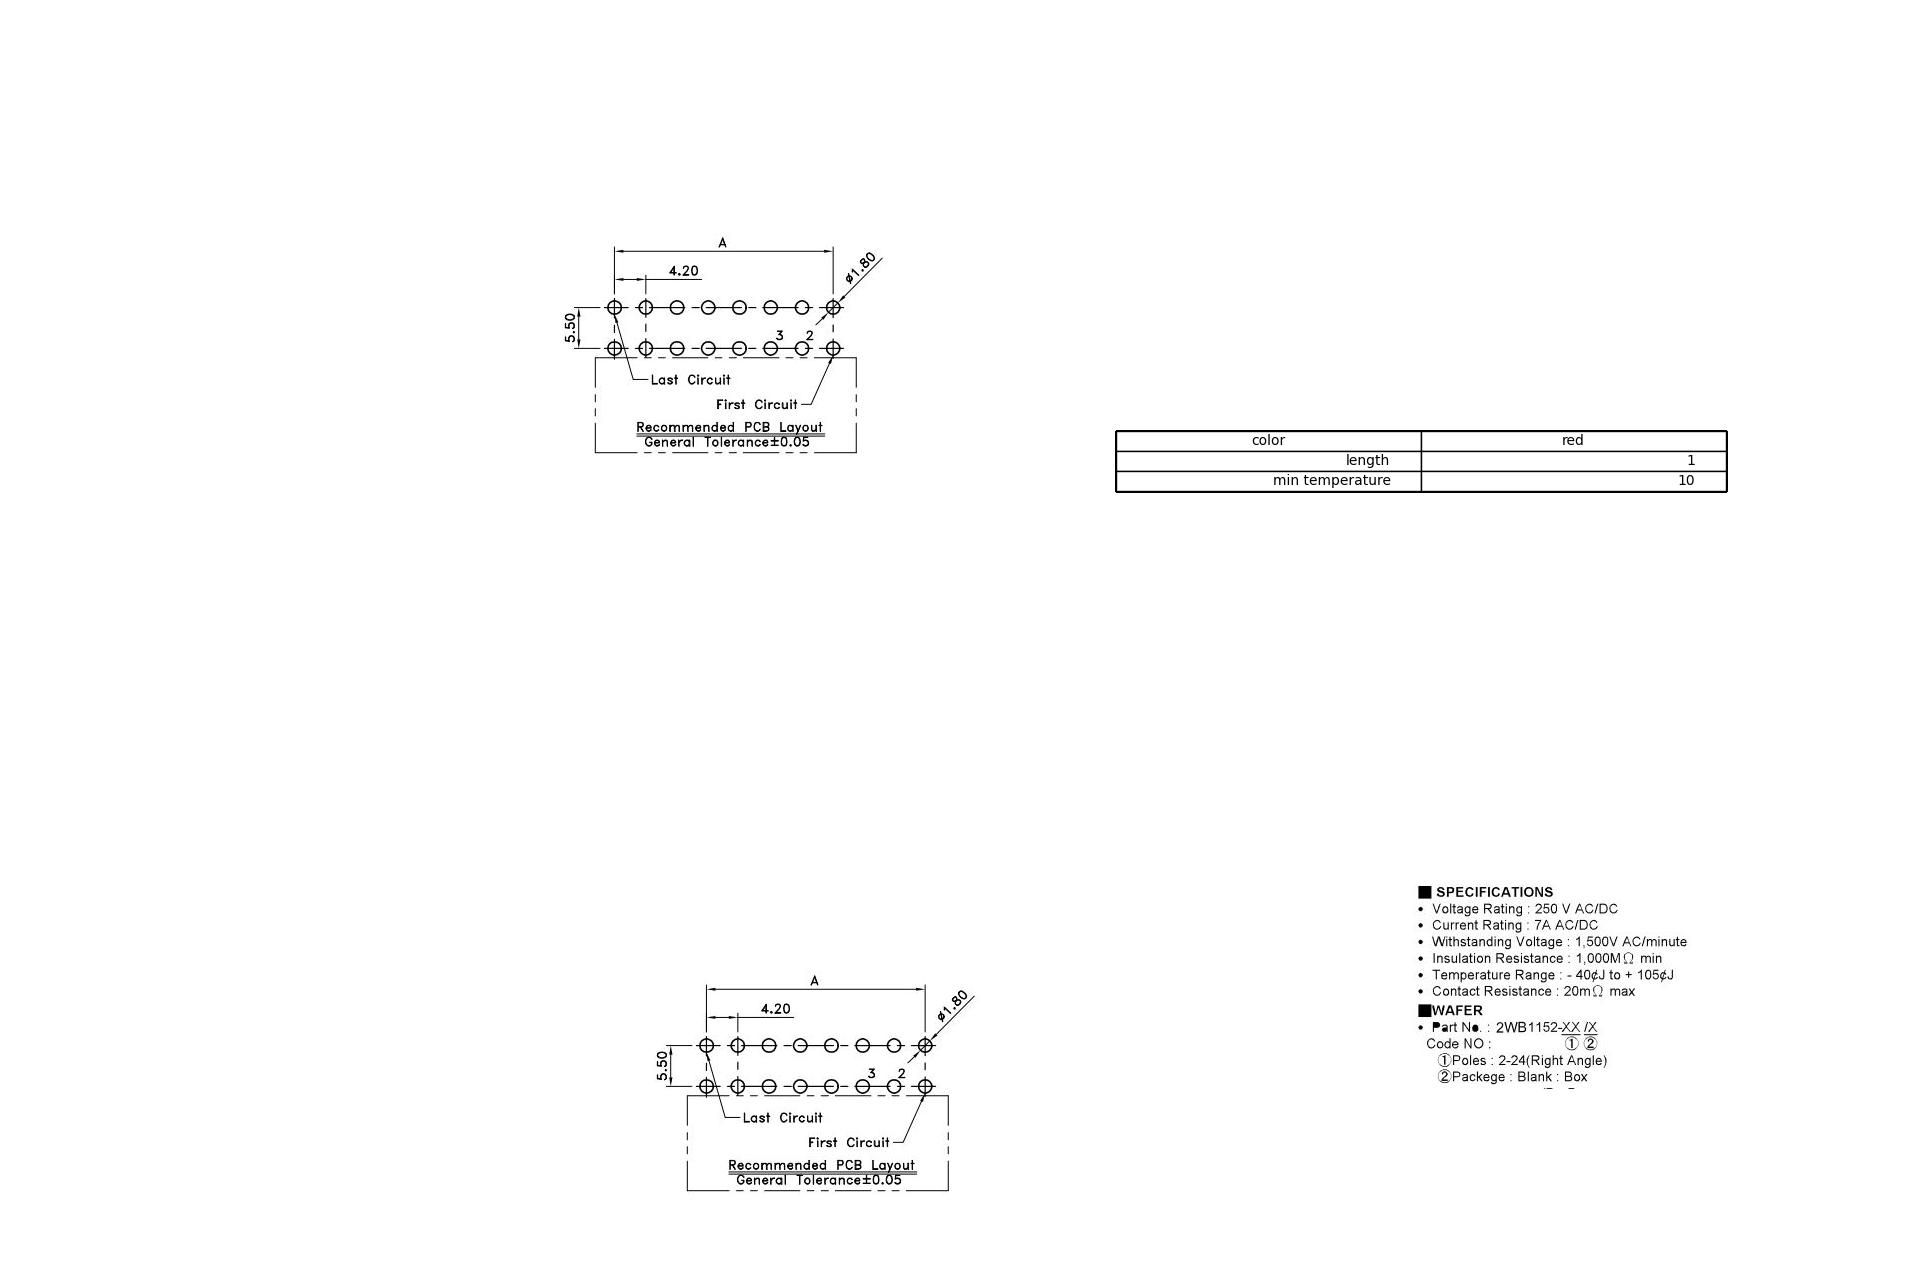 A
4.20
ø1.80
5.50
3 2
Last Circuit
First Circuit
Recommended PCB Layout
General Tolerance±0.05
color red
length 1
min temperature 10
■ SPECIFICATIONS
• Voltage Rating : 250 V AC/DC
• Current Rating : 7A AC/DC
• Withstanding Voltage : 1,500V AC/minute
• Insulation Resistance : 1,000MΩ min
• Temperature Range : - 40¢J to + 105¢J
• Contact Resistance : 20mΩ max
■WAFER
• Part No. : 2WB1152-XX /X
Code NO : ① ②
①Poles : 2-24(Right Angle)
②Packege : Blank : Box
A
4.20
ø1.80
5.50
3 2
Last Circuit
First Circuit
Recommended PCB Layout
General Tolerance±0.05